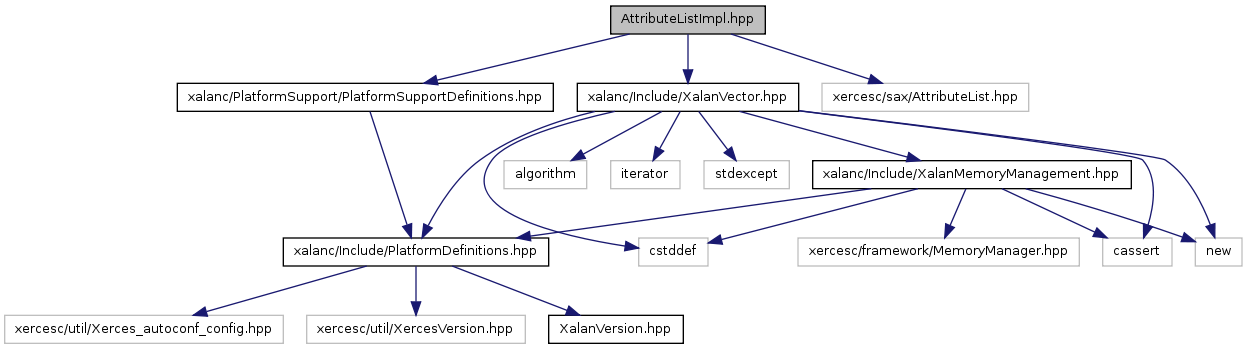 AttributeListImpl.hpp
xalanc/PlatformSupport/PlatformSupportDefinitions.hpp
xalanc/Include/XalanVector.hpp
xercesc/sax/AttributeList.hpp
algorithm
iterator
stdexcept
xalanc/Include/XalanMemoryManagement.hpp
xalanc/Include/PlatformDefinitions.hpp
cstddef
xercesc/framework/MemoryManager.hpp
cassert
new
xercesc/util/Xerces_autoconf_config.hpp
xercesc/util/XercesVersion.hpp
XalanVersion.hpp